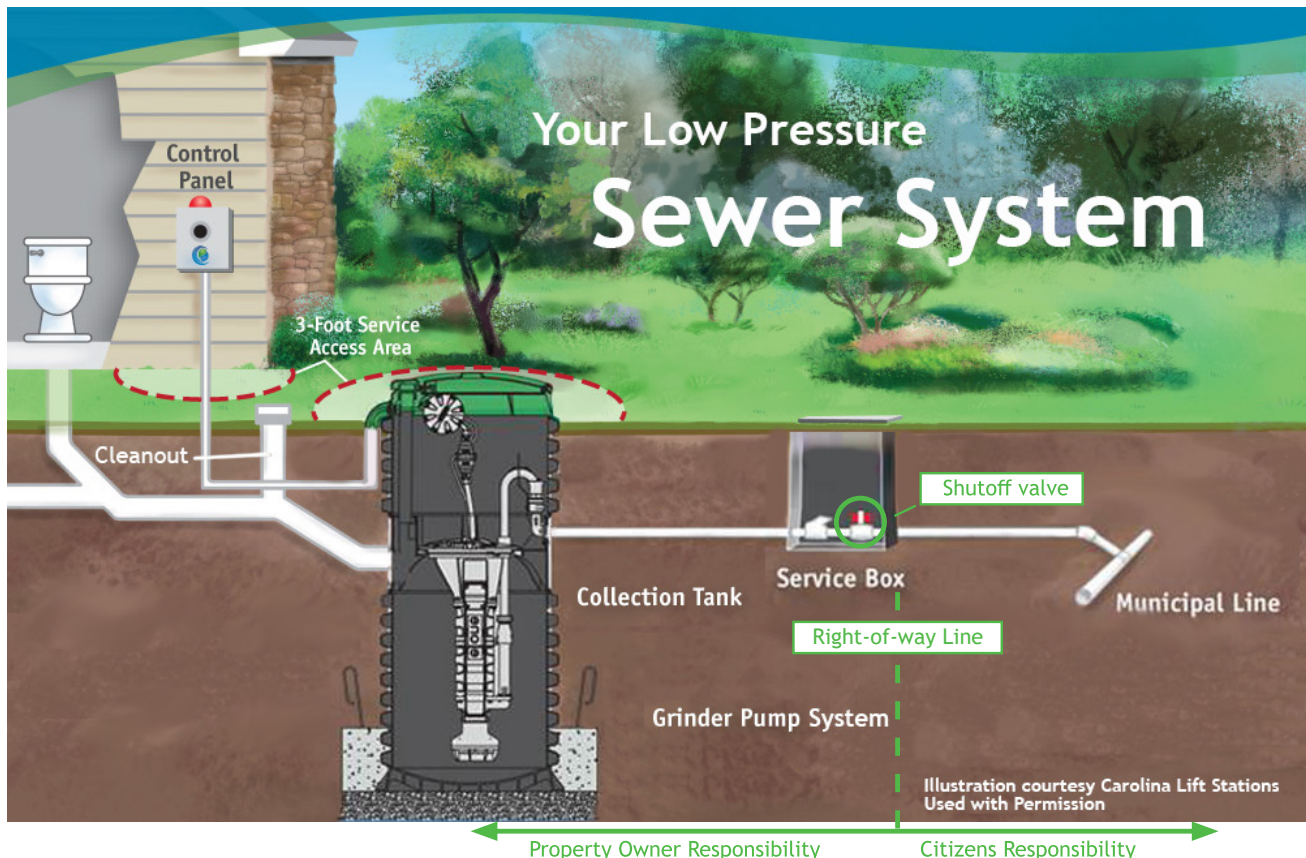 Your Low Pressure
Sewer System
Control
Panel
3-Foot Service
Access Area
Cleanout
Shutoff valve
Service Box
Collection Tank
Municipal Line
Right-of-way Line
Grinder Pump System
Illustration courtesy Carolina Lift Stations
Used with Permission
Property Owner Responsibility
Citizens Responsibility